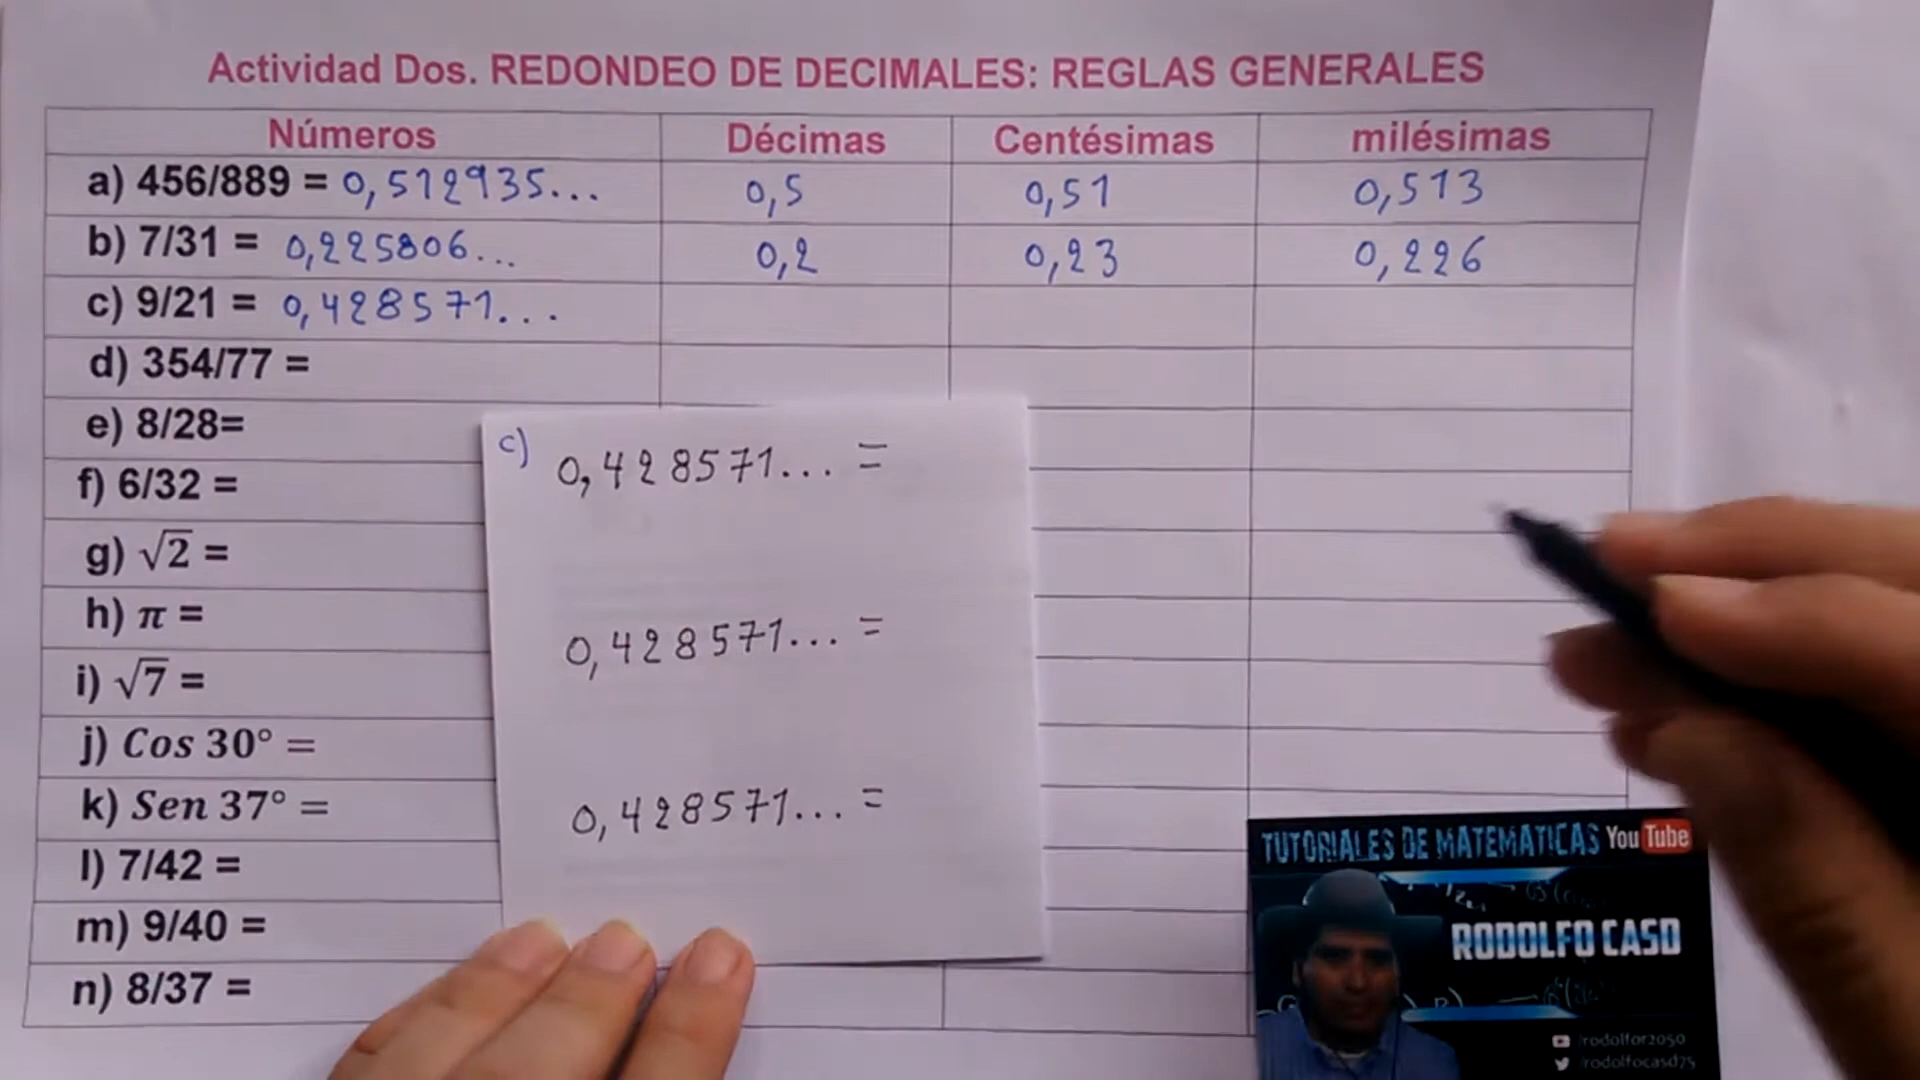 Actividad Dos. REDONDEO DE DECIMALES: REGLAS GENERALES
Números Décimas Centésimas milésimas
a) 456/889 = 0,512935... 0,5 0,51 0,513
b) 7/31 = 0,225806... 0,2 0,23 0,226
c) 9/21 = 0,428571...
d) 354/77 =
e) 8/28=
f) 6/32 =
g) √2 =
h) π =
i) √7 =
j) Cos 30° =
k) Sen 37° =
l) 7/42 =
m) 9/40 =
n) 8/37 =
c) 0,428571... =
0,428571... =
0,428571... =
TUTORIALES DE MATEMATICAS YouTube
RODOLFO CASD
/rodolfor2050
/rodolfocasd75